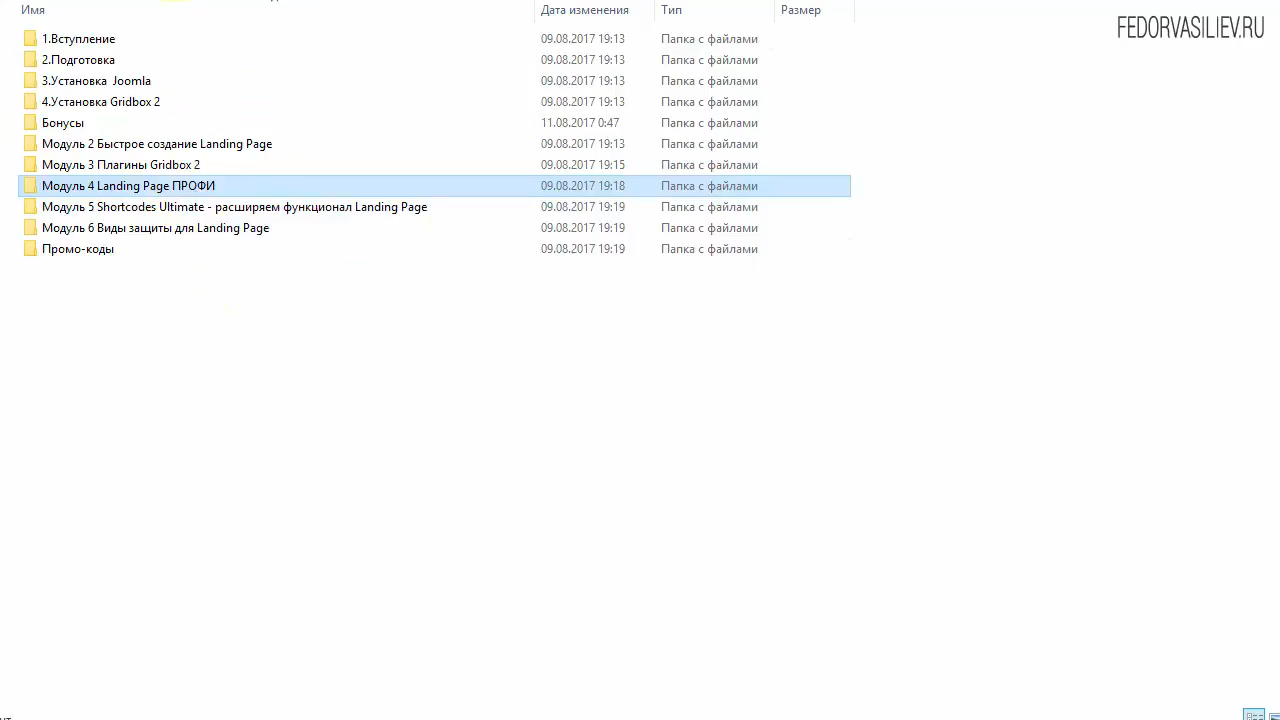 Имя Дата изменения Тип Размер
FEDORVASILIEV.RU
1.Вступление 09.08.2017 19:13 Папка с файлами
2.Подготовка 09.08.2017 19:13 Папка с файлами
3.Установка  Joomla 09.08.2017 19:13 Папка с файлами
4.Установка Gridbox 2 09.08.2017 19:13 Папка с файлами
Бонусы 11.08.2017 0:47 Папка с файлами
Модуль 2 Быстрое создание Landing Page 09.08.2017 19:13 Папка с файлами
Модуль 3 Плагины Gridbox 2 09.08.2017 19:15 Папка с файлами
Модуль 4 Landing Page ПРОФИ 09.08.2017 19:18 Папка с файлами
Модуль 5 Shortcodes Ultimate - расширяем функционал Landing Page 09.08.2017 19:19 Папка с файлами
Модуль 6 Виды защиты для Landing Page 09.08.2017 19:19 Папка с файлами
Промо-коды 09.08.2017 19:19 Папка с файлами